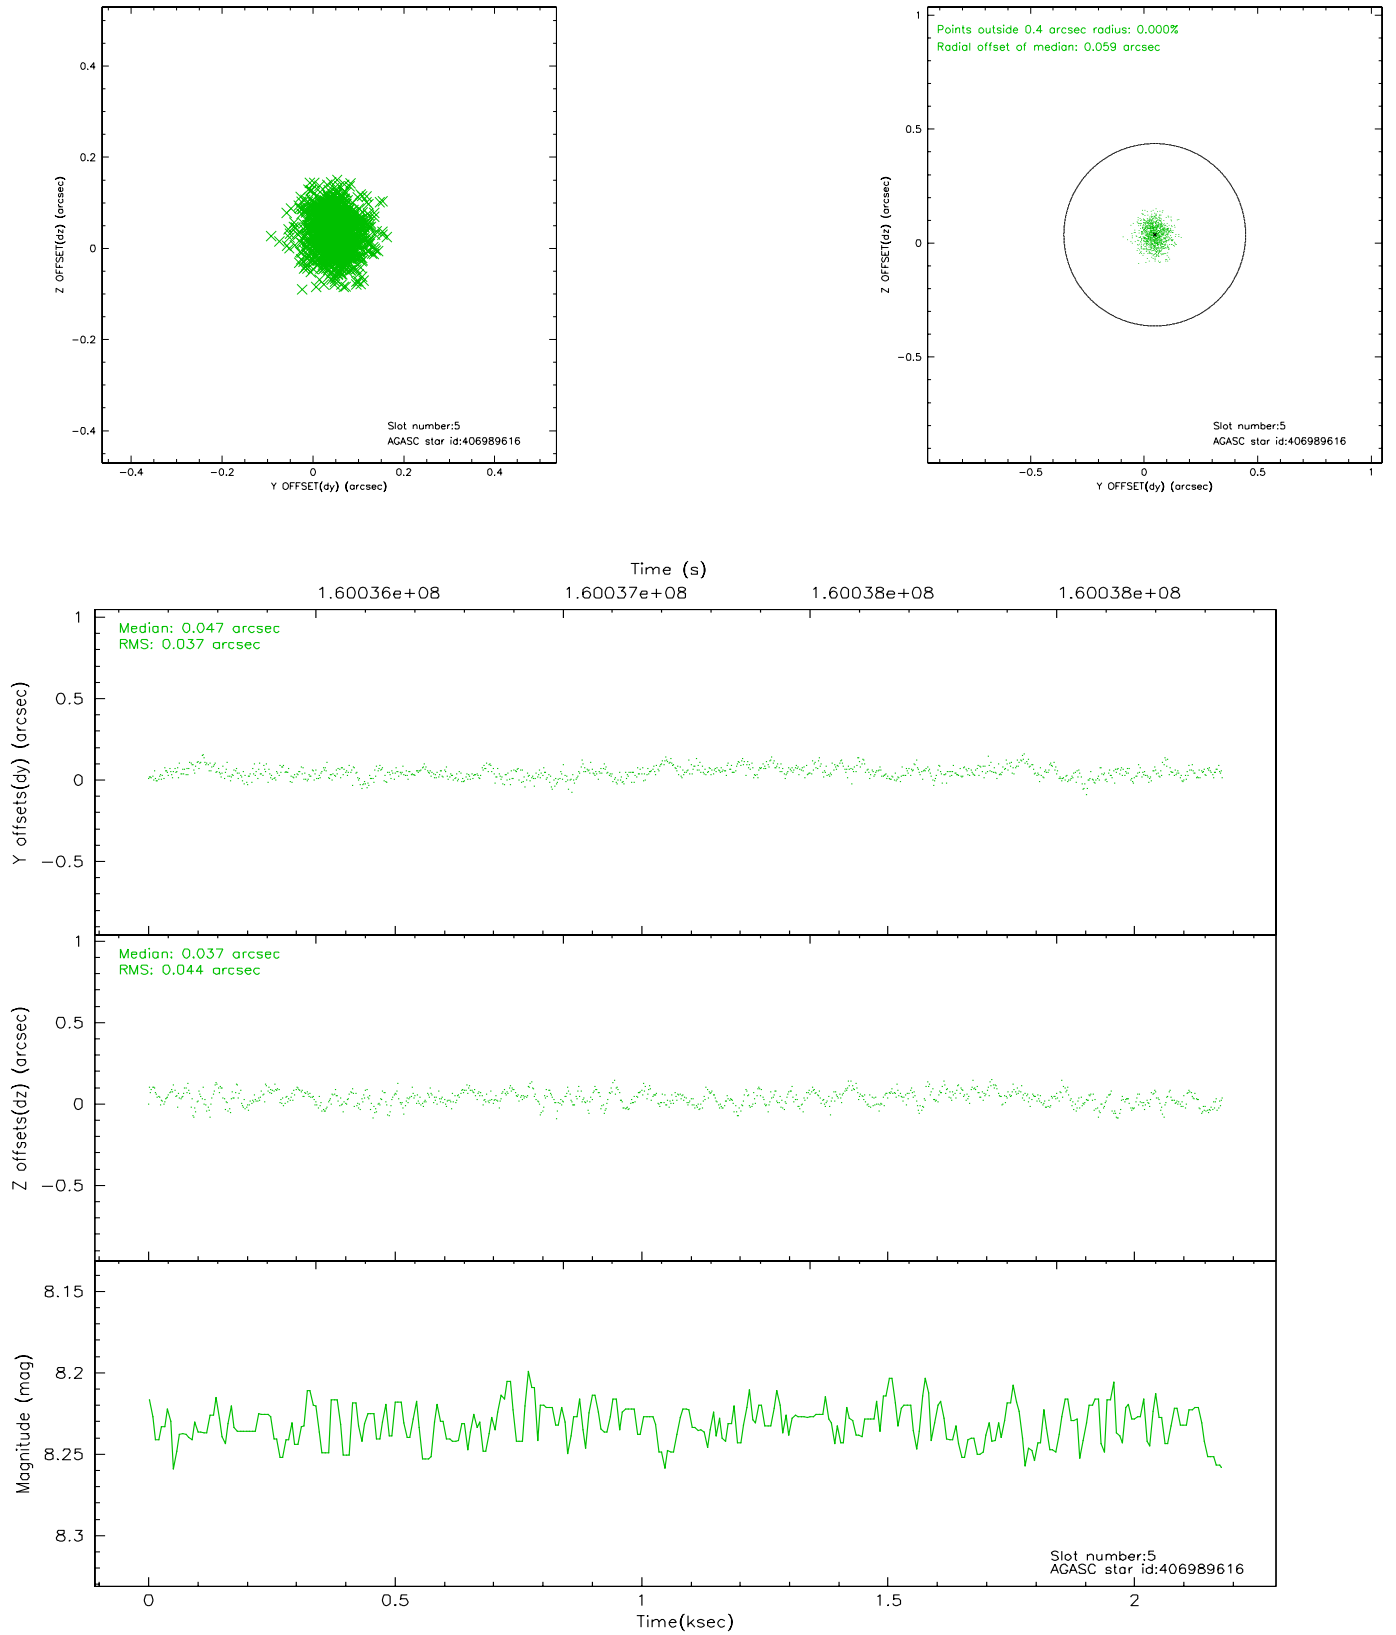 0.4
0.2
0
−0.2
−0.4
Z OFFSET(dz) (arcsec)
Slot number:5
AGASC star id:406989616
−0.4
−0.2
0
0.2
0.4
Y OFFSET(dy) (arcsec)
Points outside 0.4 arcsec radius: 0.000%
Radial offset of median: 0.059 arcsec
1
0.5
0
−0.5
Z OFFSET(dz) (arcsec)
Slot number:5
AGASC star id:406989616
−0.5
0
0.5
1
Y OFFSET(dy) (arcsec)
Time (s)
1.60036e+08
1.60037e+08
1.60038e+08
1.60038e+08
Median: 0.047 arcsec
RMS: 0.037 arcsec
1
0.5
0
−0.5
Y offsets(dy) (arcsec)
Median: 0.037 arcsec
RMS: 0.044 arcsec
1
0.5
0
−0.5
Z offsets(dz) (arcsec)
8.15
8.2
8.25
8.3
Magnitude (mag)
Slot number:5
AGASC star id:406989616
0
0.5
1
1.5
2
Time(ksec)